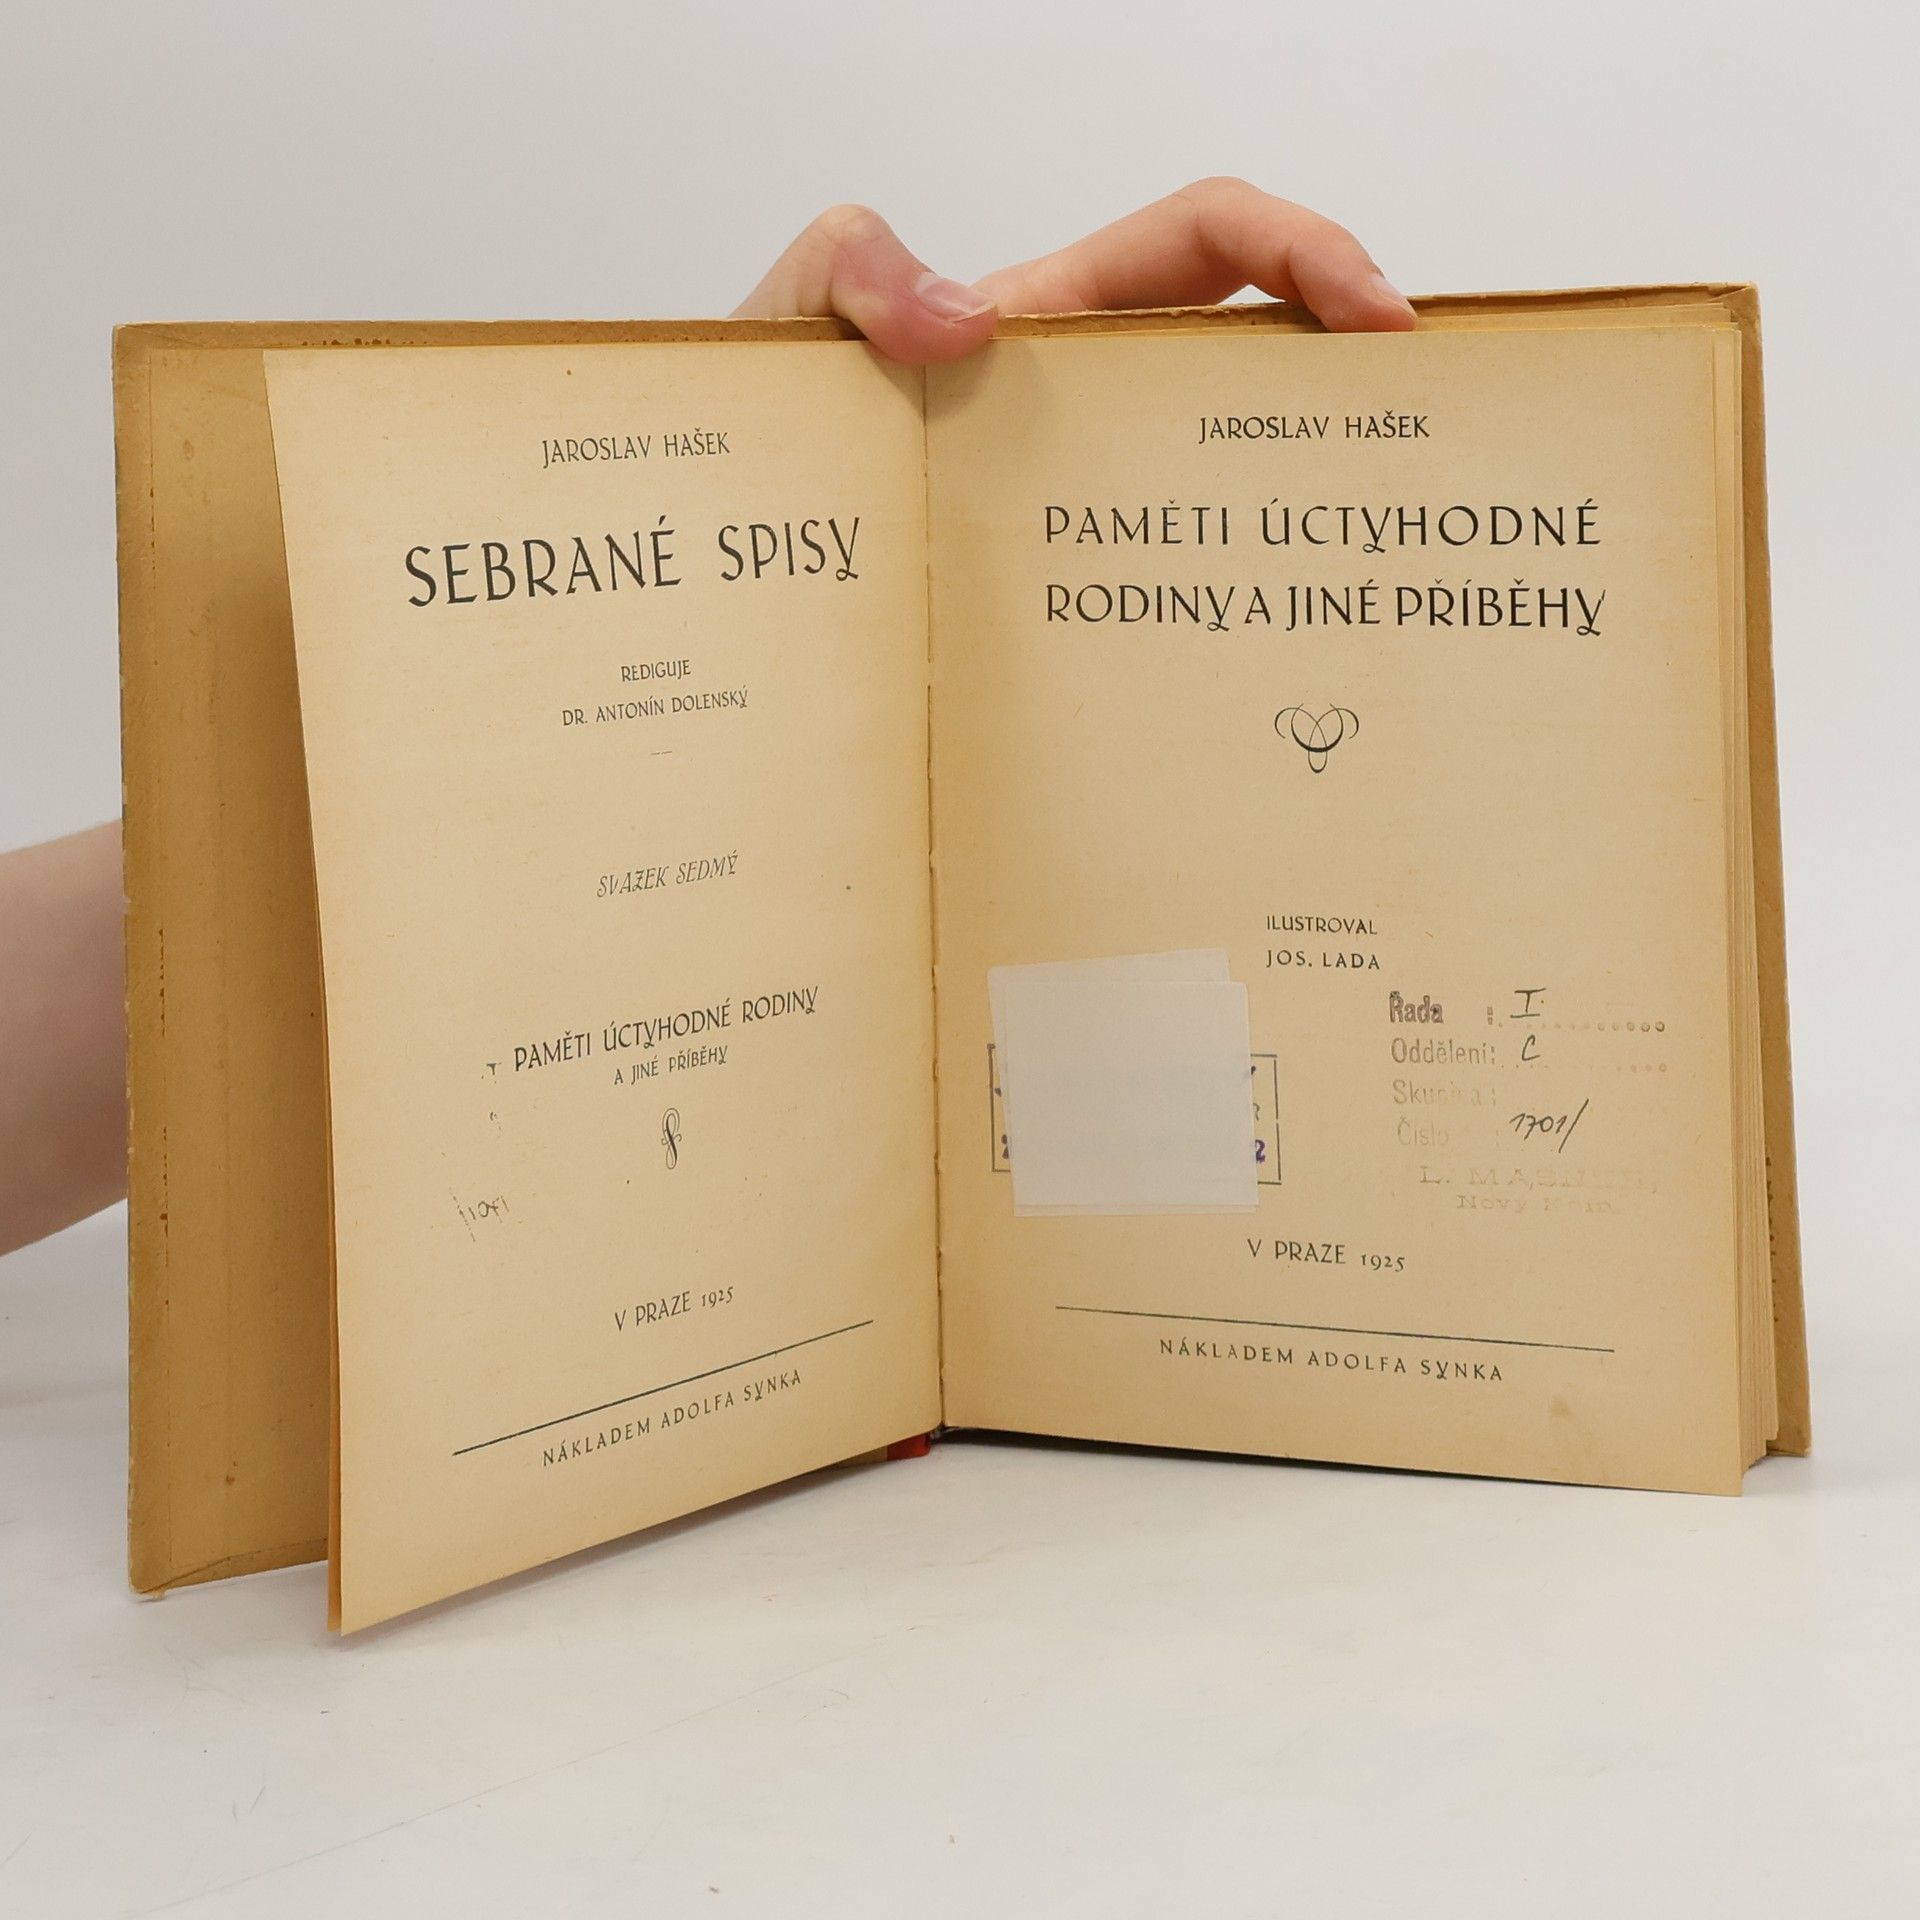 JAROSLAV HAŠEK
SEBRANÉ SPISY
REDIGUJE
DR. ANTONÍN DOLENSKÝ
SVAZEK SEDMÝ
PAMĚTI ÚCTYHODNÉ RODINY
A JINÉ PŘÍBĚHY
V PRAZE 1925
NÁKLADEM ADOLFA SYNKA
JAROSLAV HAŠEK
PAMĚTI ÚCTYHODNÉ
RODINY A JINÉ PŘÍBĚHY
ILUSTROVAL
JOS. LADA
Řada : I.
Oddělení: C
Skupina:
Číslo : 1701/
Nový
V PRAZE 1925
NÁKLADEM ADOLFA SYNKA